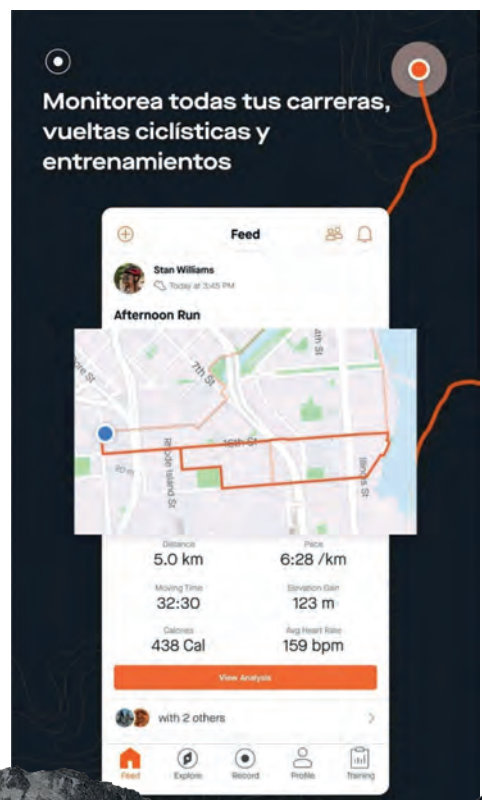 Monitorea todas tus carreras,
vueltas ciclísticas y
entrenamientos
Feed
Stan Williams
Today at 3:45 PM
Afternoon Run
7th St
4th St
16th St
Rhode Island St
Illinois St
20 m
Distance
Pace
5.0 km
6:28 /km
Moving Time
Elevation Gain
32:30
123 m
Calories
Avg Heart Rate
438 Cal
159 bpm
View Analysis
with 2 others
Feed
Explore
Record
Profile
Training